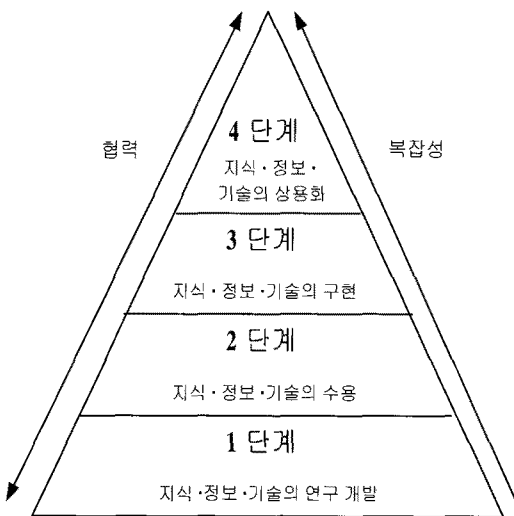 협력
복잡성
4 단계
지식·정보·
기술의 상용화
3 단계
지식·정보·기술의 구현
2 단계
지식·정보·기술의 수용
1 단계
지식·정보·기술의 연구 개발